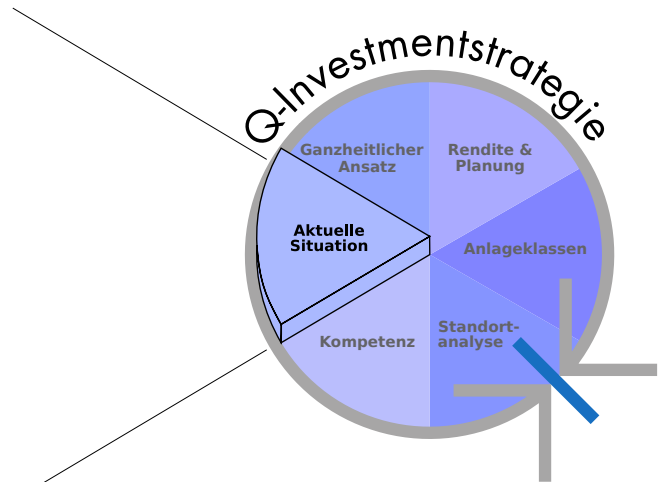 Q-Investmentstrategie
Ganzheitlicher
Ansatz
Rendite &
Planung
Aktuelle
Situation
Anlageklassen
Kompetenz
Standort-
analyse